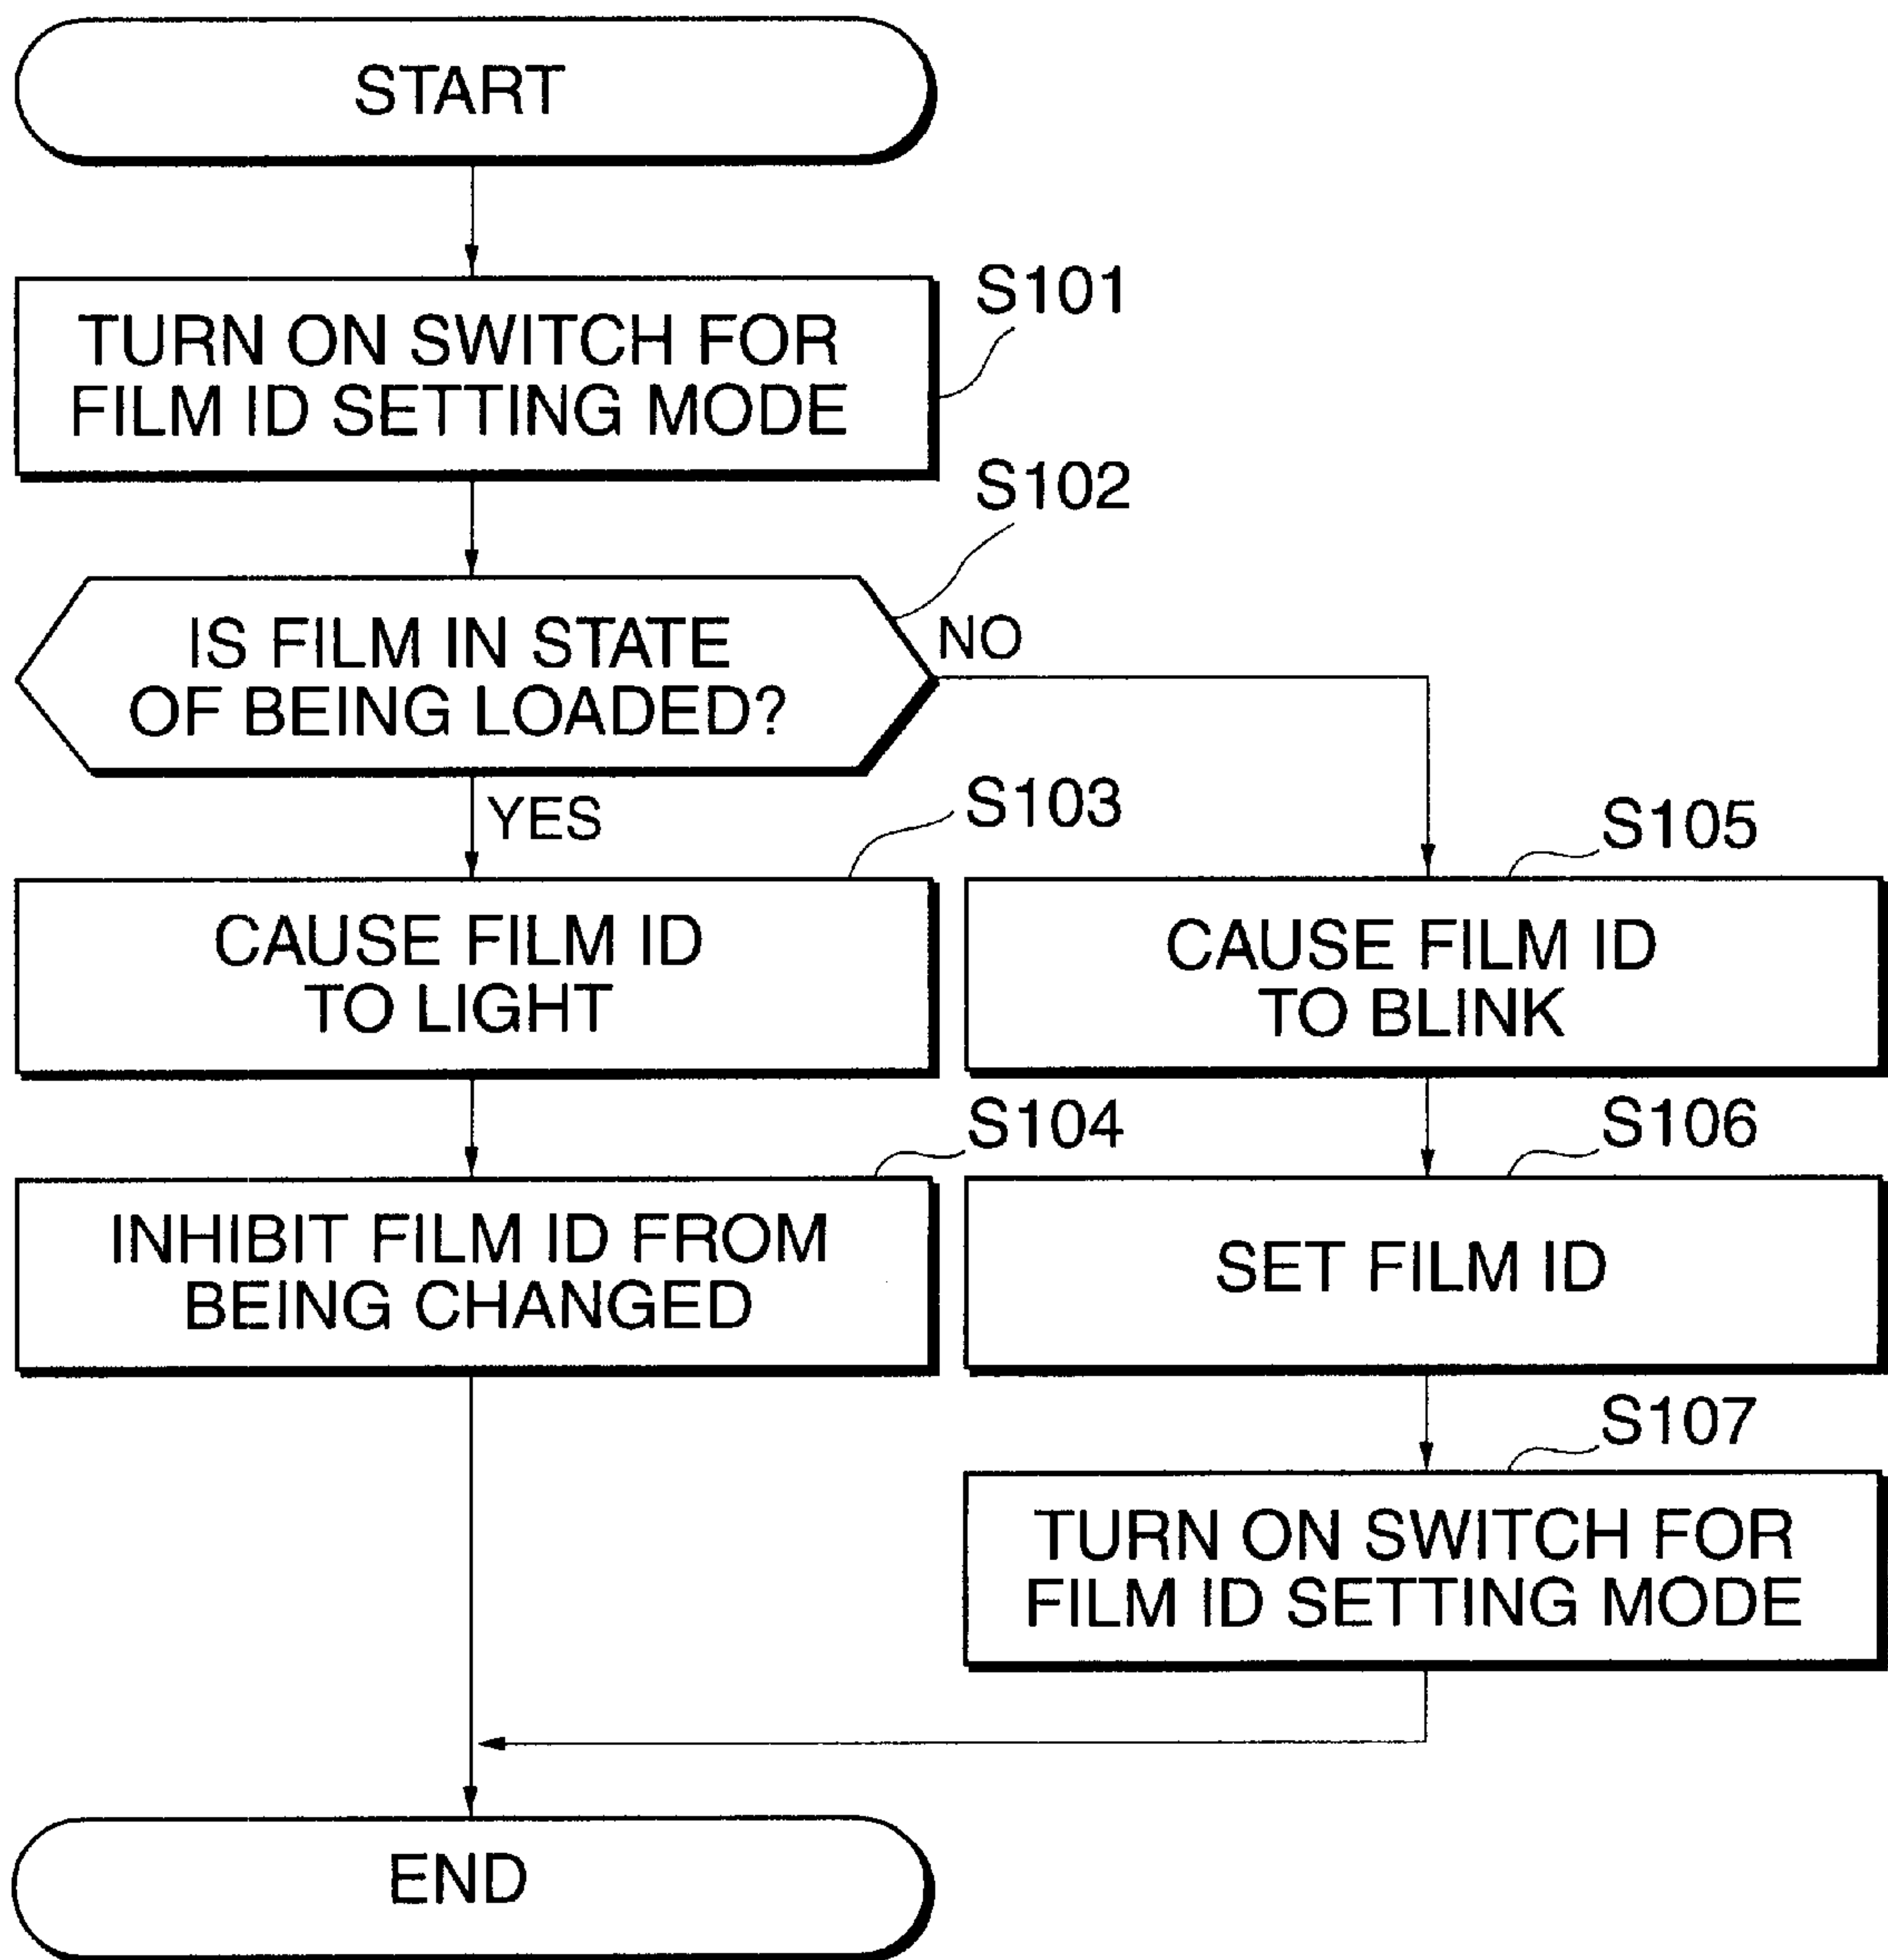 START
S101
TURN ON SWITCH FOR
FILM ID SETTING MODE
S102
IS FILM IN STATE
OF BEING LOADED?
NO
YES
S103
CAUSE FILM ID
TO LIGHT
S105
CAUSE FILM ID
TO BLINK
S104
INHIBIT FILM ID FROM
BEING CHANGED
S106
SET FILM ID
S107
TURN ON SWITCH FOR
FILM ID SETTING MODE
END